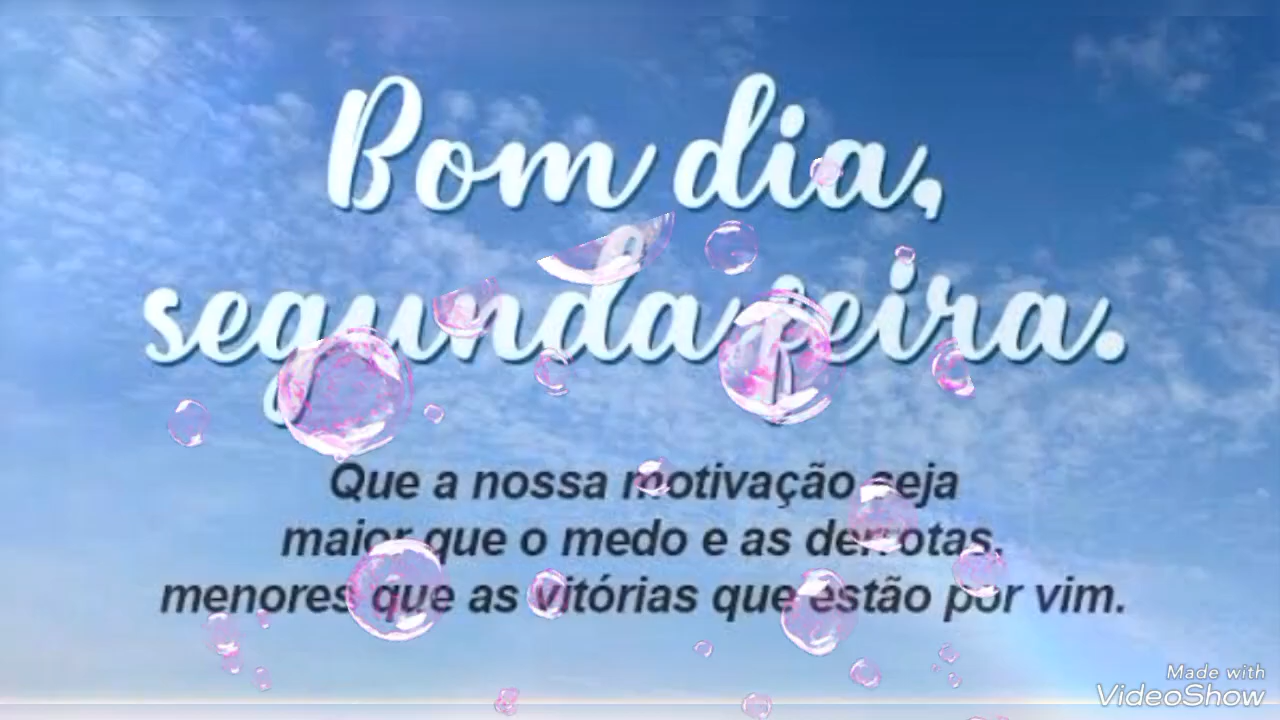 Bom dia,
segunda feira.
Que a nossa motivação seja
maior que o medo e as derrotas,
menores que as vitórias que estão por vim.
Made with
VideoShow